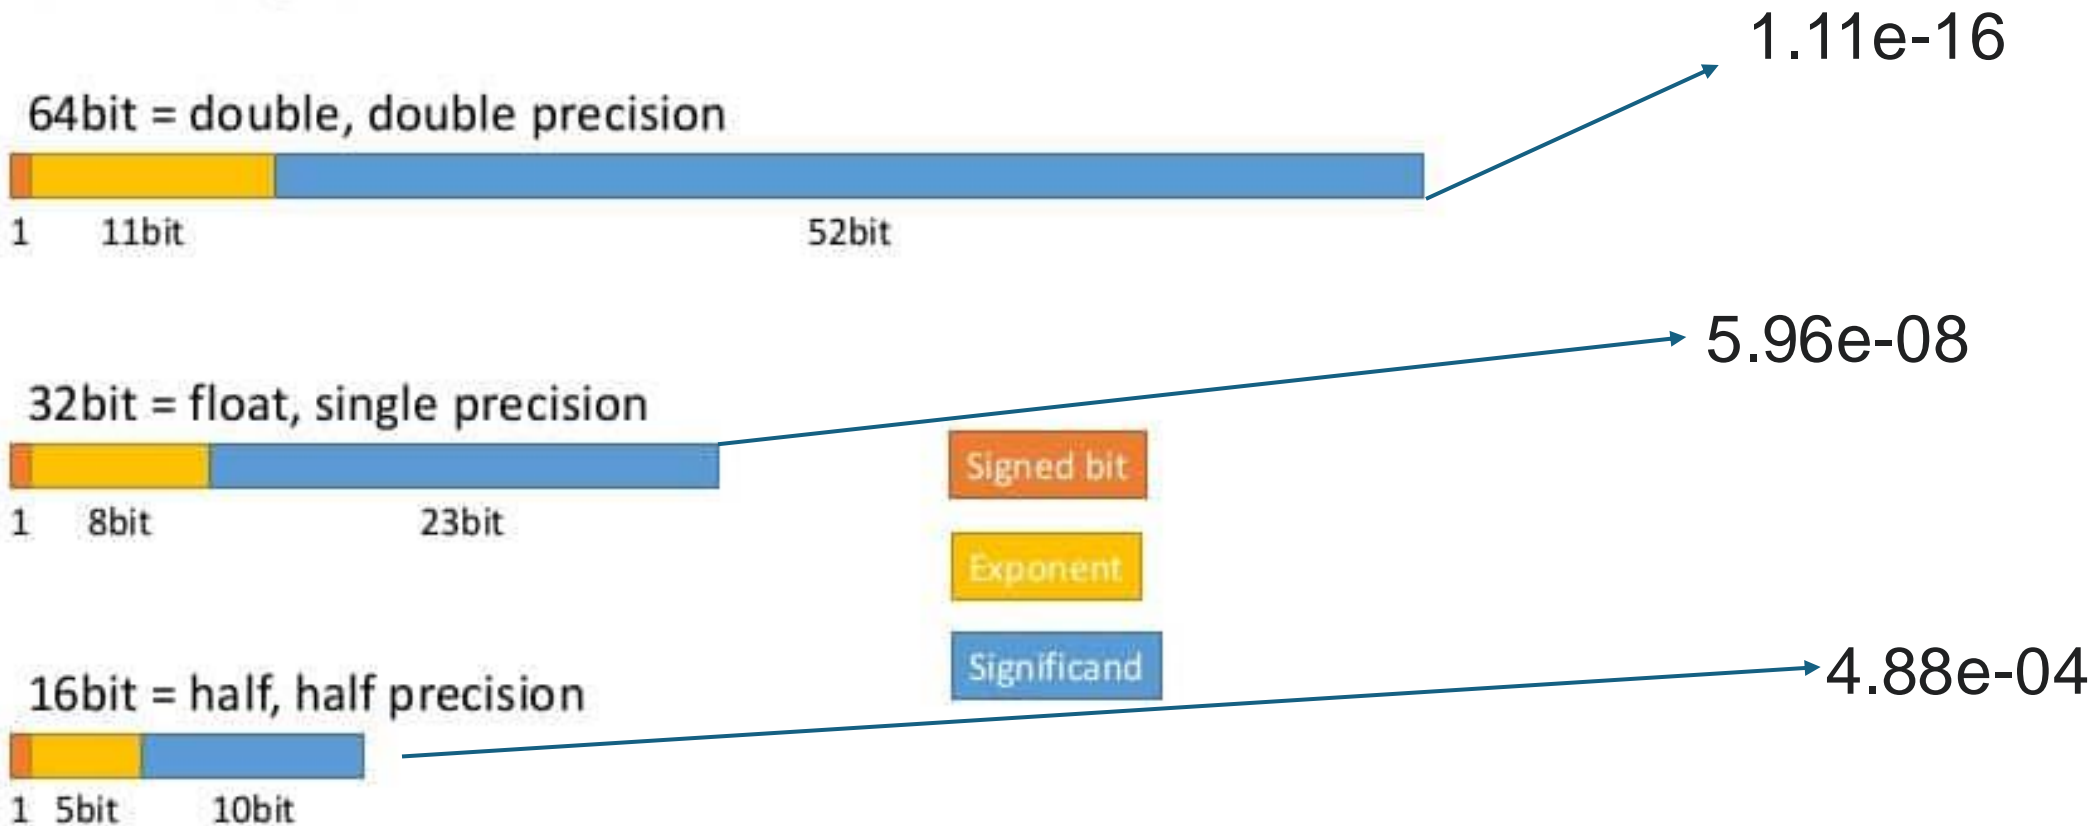 1.11e-16
64bit = double, double precision
1 11bit 52bit
5.96e-08
32bit = float, single precision
1 8bit 23bit
Signed bit
Exponent
Significand
4.88e-04
16bit = half, half precision
1 5bit 10bit